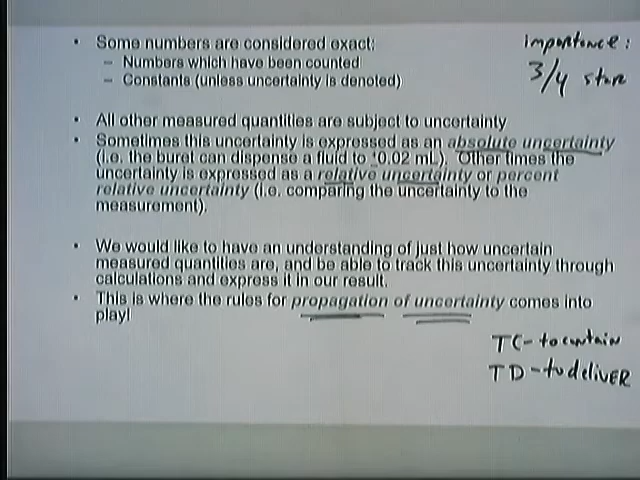 • Some numbers are considered exact:
– Numbers which have been counted
– Constants (unless uncertainty is denoted)
• All other measured quantities are subject to uncertainty
• Sometimes this uncertainty is expressed as an absolute uncertainty
(i.e. the buret can dispense a fluid to ±0.02 mL). Other times the
uncertainty is expressed as a relative uncertainty or percent
relative uncertainty (i.e. comparing the uncertainty to the
measurement).
• We would like to have an understanding of just how uncertain
measured quantities are, and be able to track this uncertainty through
calculations and express it in our result.
• This is where the rules for propagation of uncertainty comes into
play!
importance:
3/4 stars
TC - to contain
TD - to deliver